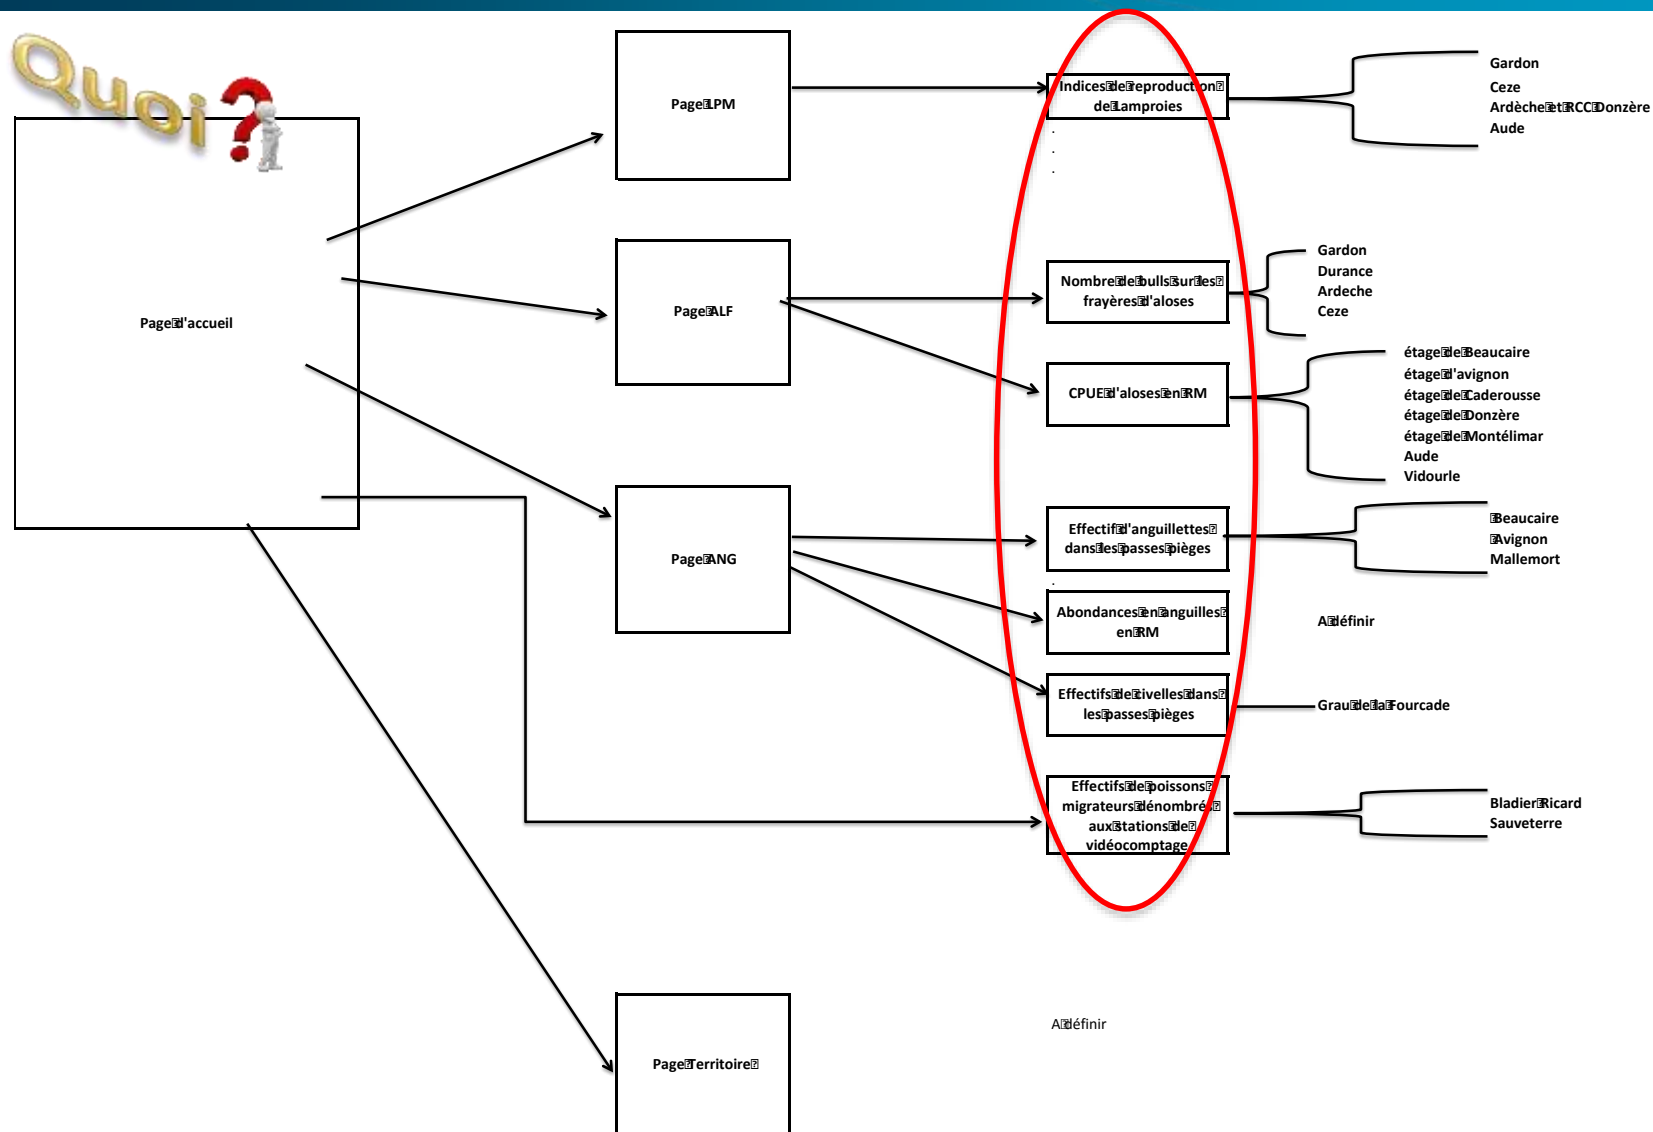 Quoi ?
Page d'accueil
Page LPM
Page ALF
Page ANG
Page Territoire
Indices de reproduction
de Lamproies
.
.
.
Nombre de bulls sur les
frayères d'aloses
CPUE d'aloses en RM
Effectif d'anguillettes
dans les passes pièges
.
Abondances en anguilles
en RM
Effectifs de civelles dans
les passes pièges
Effectifs de poissons
migrateurs dénombrés
aux stations de
vidéocomptage
A définir
Gardon
Ceze
Ardèche et RCC Donzère
Aude
Gardon
Durance
Ardeche
Ceze
étage de Beaucaire
étage d'avignon
étage de Caderousse
étage de Donzère
étage de Montélimar
Aude
Vidourle
Beaucaire
Avignon
Mallemort
A définir
Grau de la Fourcade
Bladier Ricard
Sauveterre